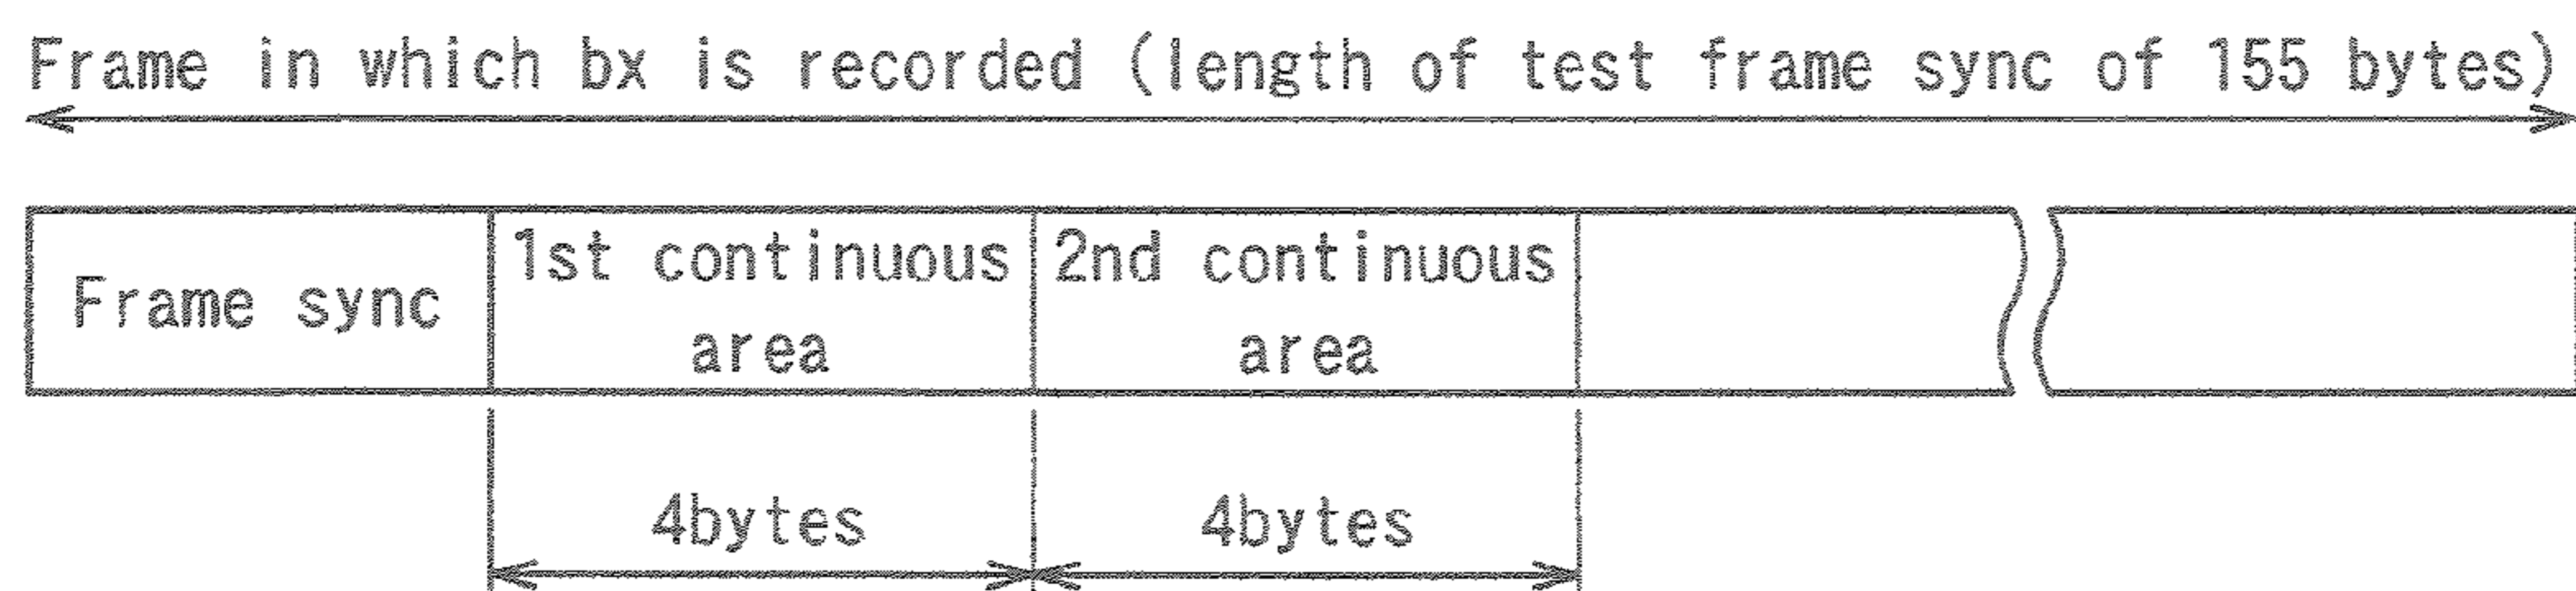 Frame in which bx is recorded (length of test frame sync of 155 bytes)
Frame sync
1st continuous
area
2nd continuous
area
4bytes
4bytes